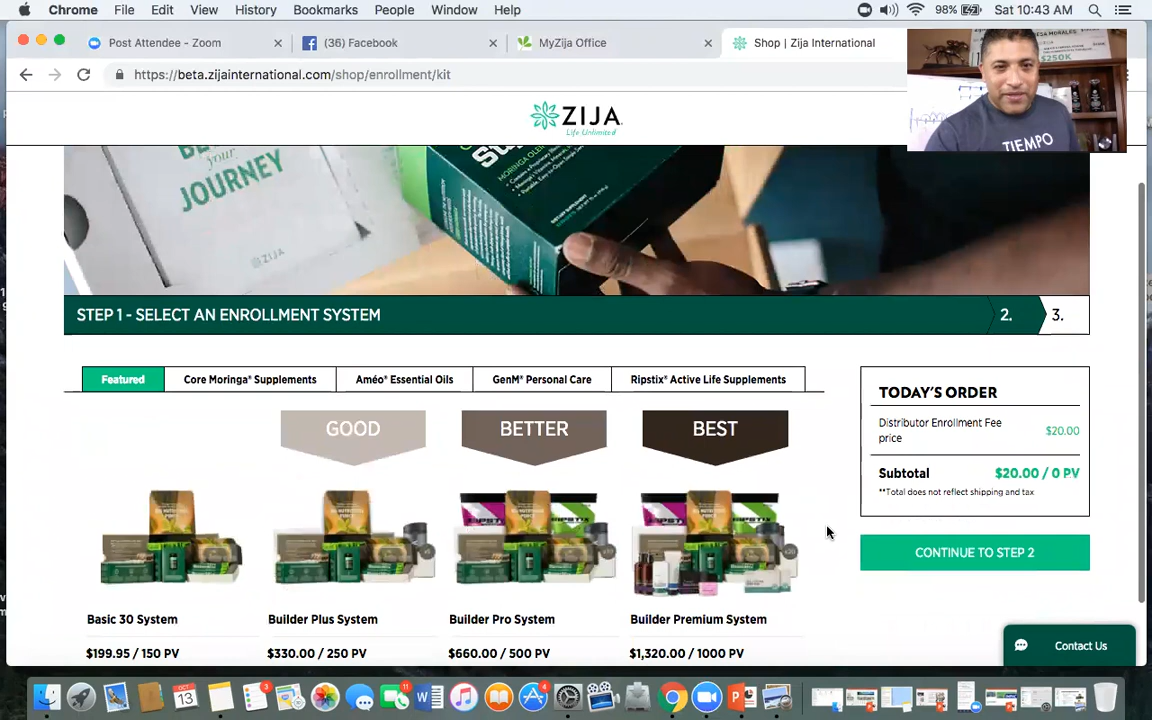 Chrome File Edit View History Bookmarks People Window Help 98% Sat 10:43 AM
Post Attendee - Zoom (36) Facebook MyZija Office Shop | Zija International
https://beta.zijainternational.com/shop/enrollment/kit
$250K
TIEMPO
ZIJA
Life Unlimited
your
JOURNEY
ZIJA
STEP 1 - SELECT AN ENROLLMENT SYSTEM 2. 3.
Featured Core Moringa® Supplements Améo® Essential Oils GenM® Personal Care Ripstix® Active Life Supplements
GOOD BETTER BEST
TODAY'S ORDER
Distributor Enrollment Fee
price $20.00
Subtotal $20.00 / 0 PV
**Total does not reflect shipping and tax
CONTINUE TO STEP 2
Basic 30 System Builder Plus System Builder Pro System Builder Premium System
$199.95 / 150 PV $330.00 / 250 PV $660.00 / 500 PV $1,320.00 / 1000 PV
Contact Us